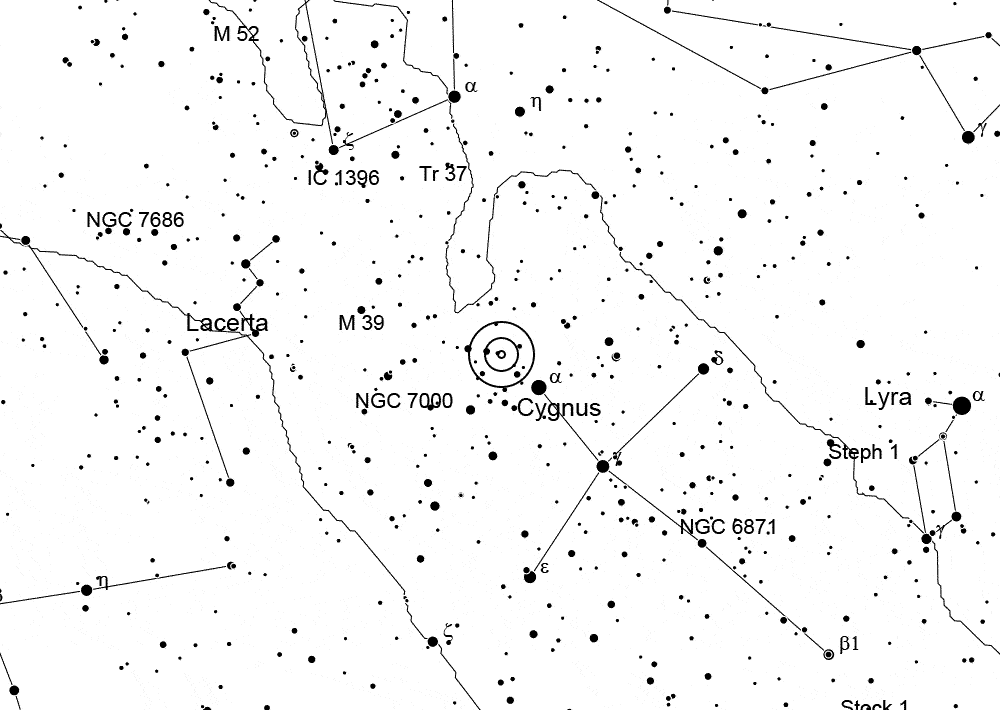 M 52
α
η
γ
ζ
IC 1396
Tr 37
NGC 7686
Lacerta
M 39
δ
α
NGC 7000
Cygnus
Lyra
α
γ
Steph 1
NGC 6871
γ
ε
η
ζ
β1
Stock 1